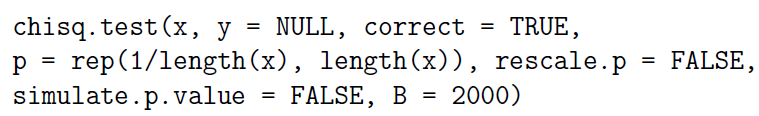 chisq.test(x, y = NULL, correct = TRUE,
p = rep(1/length(x), length(x)), rescale.p = FALSE,
simulate.p.value = FALSE, B = 2000)